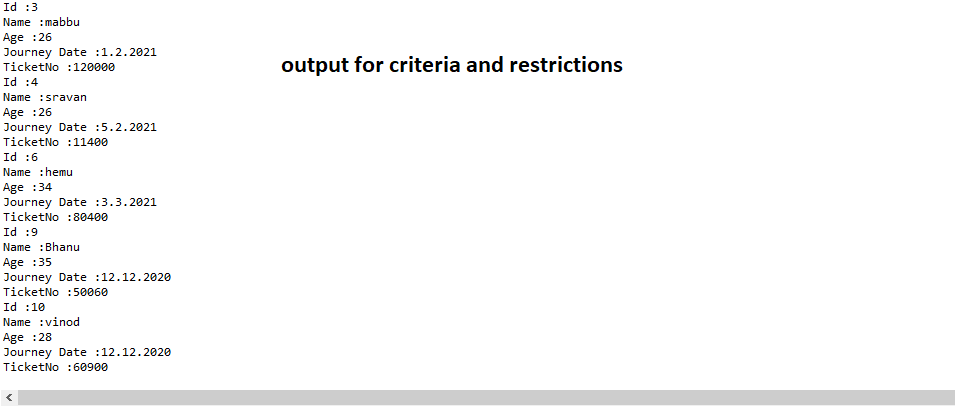 Id :3
Name :mabbu
Age :26
Journey Date :1.2.2021
TicketNo :120000
Id :4
Name :sravan
Age :26
Journey Date :5.2.2021
TicketNo :11400
Id :6
Name :hemu
Age :34
Journey Date :3.3.2021
TicketNo :80400
Id :9
Name :Bhanu
Age :35
Journey Date :12.12.2020
TicketNo :50060
Id :10
Name :vinod
Age :28
Journey Date :12.12.2020
TicketNo :60900
output for criteria and restrictions